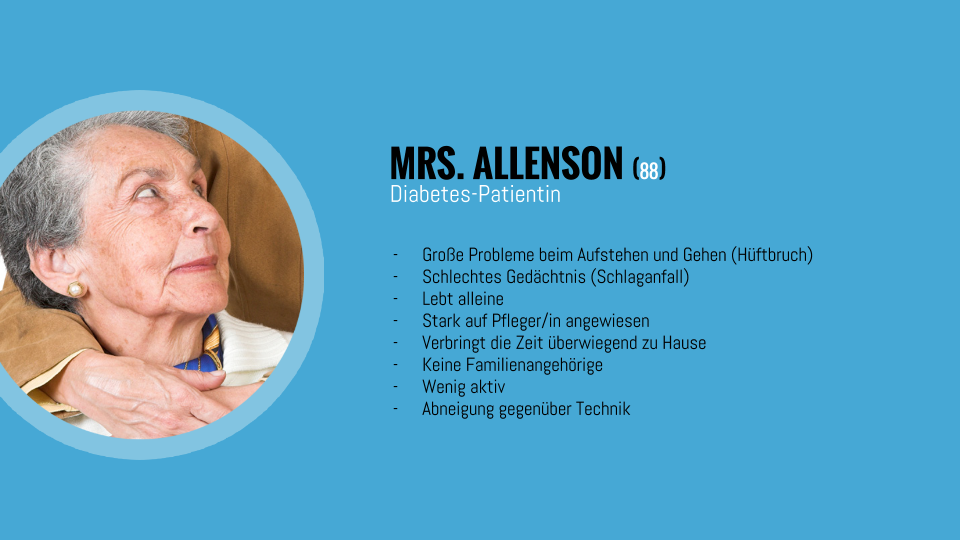 MRS. ALLENSON (88)
Diabetes-Patientin
- Große Probleme beim Aufstehen und Gehen (Hüftbruch)
- Schlechtes Gedächtnis (Schlaganfall)
- Lebt alleine
- Stark auf Pfleger/in angewiesen
- Verbringt die Zeit überwiegend zu Hause
- Keine Familienangehörige
- Wenig aktiv
- Abneigung gegenüber Technik